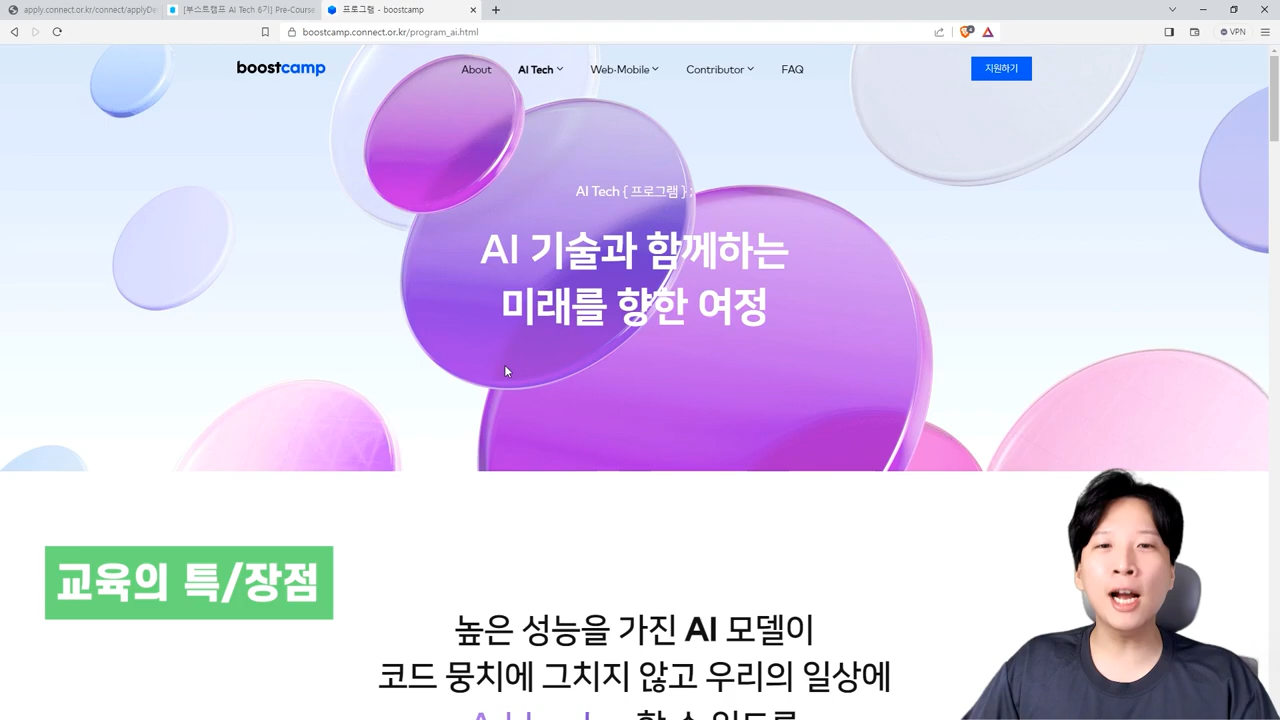 apply.connect.or.kr/connect/applyDe
[부스트캠프 AI Tech 6기] Pre-Course
프로그램 - boostcamp
boostcamp.connect.or.kr/program_ai.html
VPN
boostcamp
About
AI Tech
Web·Mobile
Contributor
FAQ
지원하기
AI Tech { 프로그램 } ;
AI 기술과 함께하는
미래를 향한 여정
교육의 특/장점
높은 성능을 가진 AI 모델이
코드 뭉치에 그치지 않고 우리의 일상에